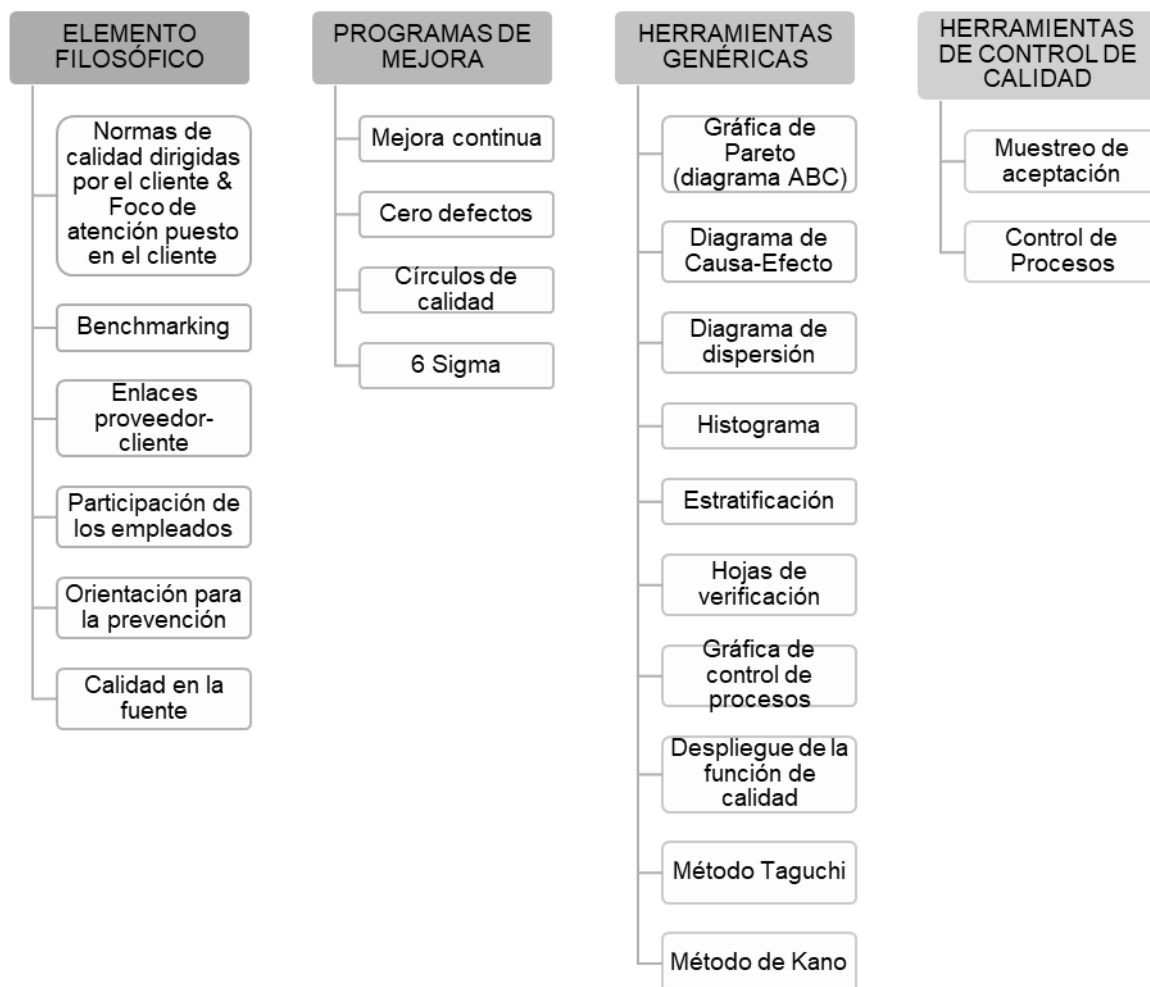 ELEMENTO
FILOSÓFICO
Normas de
calidad dirigidas
por el cliente &
Foco de
atención puesto
en el cliente
Benchmarking
Enlaces
proveedor-
cliente
Participación de
los empleados
Orientación para
la prevención
Calidad en la
fuente
PROGRAMAS DE
MEJORA
Mejora continua
Cero defectos
Círculos de
calidad
6 Sigma
HERRAMIENTAS
GENÉRICAS
Gráfica de
Pareto
(diagrama ABC)
Diagrama de
Causa-Efecto
Diagrama de
dispersión
Histograma
Estratificación
Hojas de
verificación
Gráfica de
control de
procesos
Despliegue de la
función de
calidad
Método Taguchi
Método de Kano
HERRAMIENTAS
DE CONTROL DE
CALIDAD
Muestreo de
aceptación
Control de
Procesos